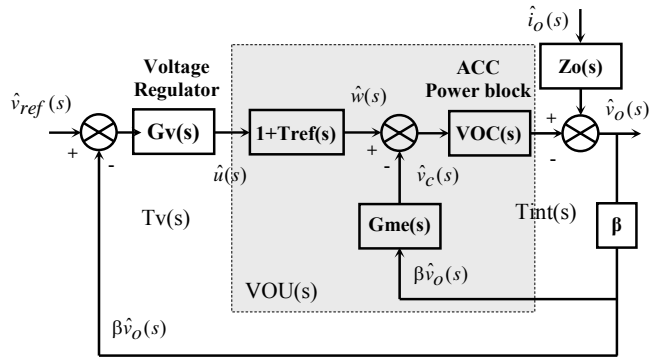 î_o(s)
Voltage
Regulator
ACC
Power block
Zo(s)
v̂_ref(s)
ŵ(s)
v̂_o(s)
Gv(s)
1+Tref(s)
VOC(s)
+
-
+
-
+
-
û(s)
v̂_c(s)
Tv(s)
Gme(s)
Tint(s)
β
βv̂_o(s)
VOU(s)
βv̂_o(s)